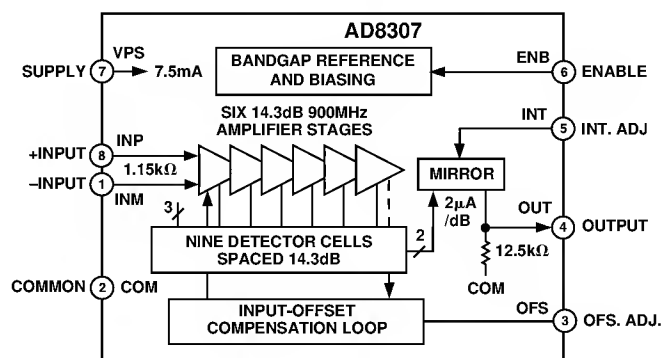 AD8307
VPS
SUPPLY 7 7.5mA
BANDGAP REFERENCE
AND BIASING
ENB
6 ENABLE
SIX 14.3dB 900MHz
AMPLIFIER STAGES
INT
5 INT. ADJ
+INPUT 8 INP
1.15kΩ
–INPUT 1 INM
MIRROR
2μA
/dB
3
NINE DETECTOR CELLS
SPACED 14.3dB
2
OUT
4 OUTPUT
12.5kΩ
COM
COMMON 2 COM
INPUT-OFFSET
COMPENSATION LOOP
OFS
3 OFS. ADJ.